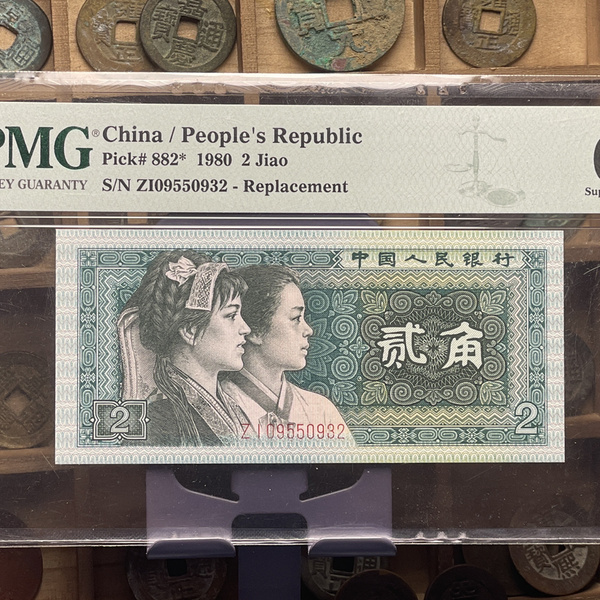 PMG®
China / People's Republic
Pick# 882* 1980 2 Jiao
EY GUARANTY
S/N ZI09550932 - Replacement
Sup
中国人民银行
贰角
2
ZI09550932
2